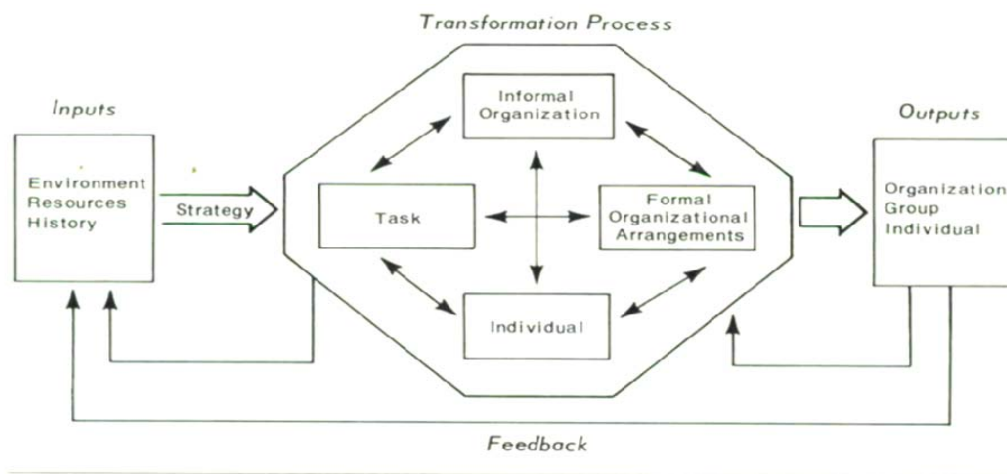 Transformation Process
Inputs
Environment
Resources
History
Strategy
Informal
Organization
Task
Formal
Organizational
Arrangements
Individual
Outputs
Organization
Group
Individual
Feedback